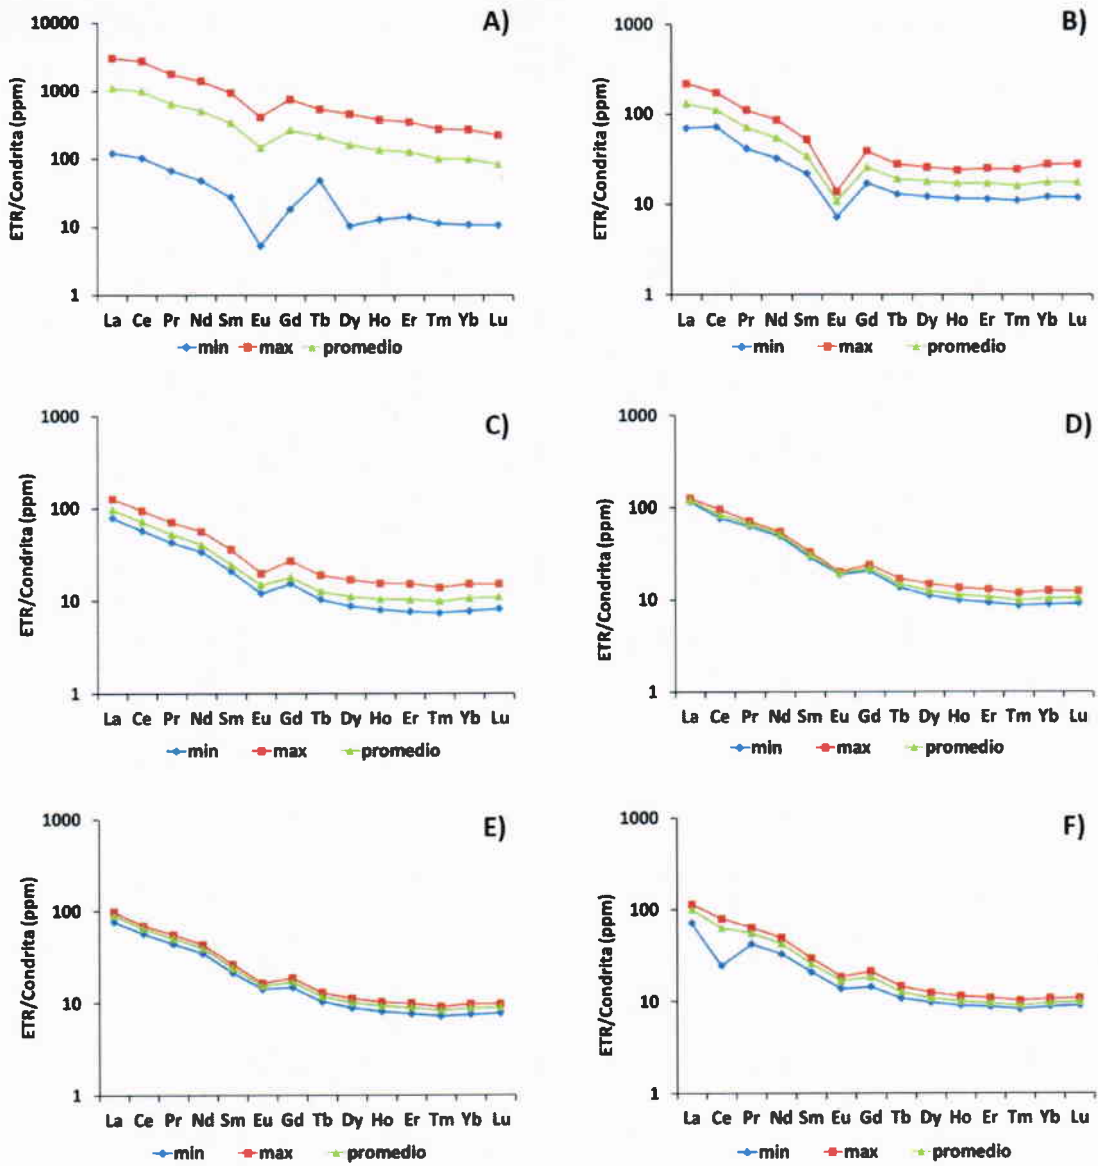 A)
ETR/Condrita (ppm)
10000
1000
100
10
1
La Ce Pr Nd Sm Eu Gd Tb Dy Ho Er Tm Yb Lu
min max promedio
B)
ETR/Condrita (ppm)
1000
100
10
1
La Ce Pr Nd Sm Eu Gd Tb Dy Ho Er Tm Yb Lu
min max promedio
C)
ETR/Condrita (ppm)
1000
100
10
1
La Ce Pr Nd Sm Eu Gd Tb Dy Ho Er Tm Yb Lu
min max promedio
D)
ETR/Condrita (ppm)
1000
100
10
1
La Ce Pr Nd Sm Eu Gd Tb Dy Ho Er Tm Yb Lu
min max promedio
E)
ETR/Condrita (ppm)
1000
100
10
1
La Ce Pr Nd Sm Eu Gd Tb Dy Ho Er Tm Yb Lu
min max promedio
F)
ETR/Condrita (ppm)
1000
100
10
1
La Ce Pr Nd Sm Eu Gd Tb Dy Ho Er Tm Yb Lu
min max promedio